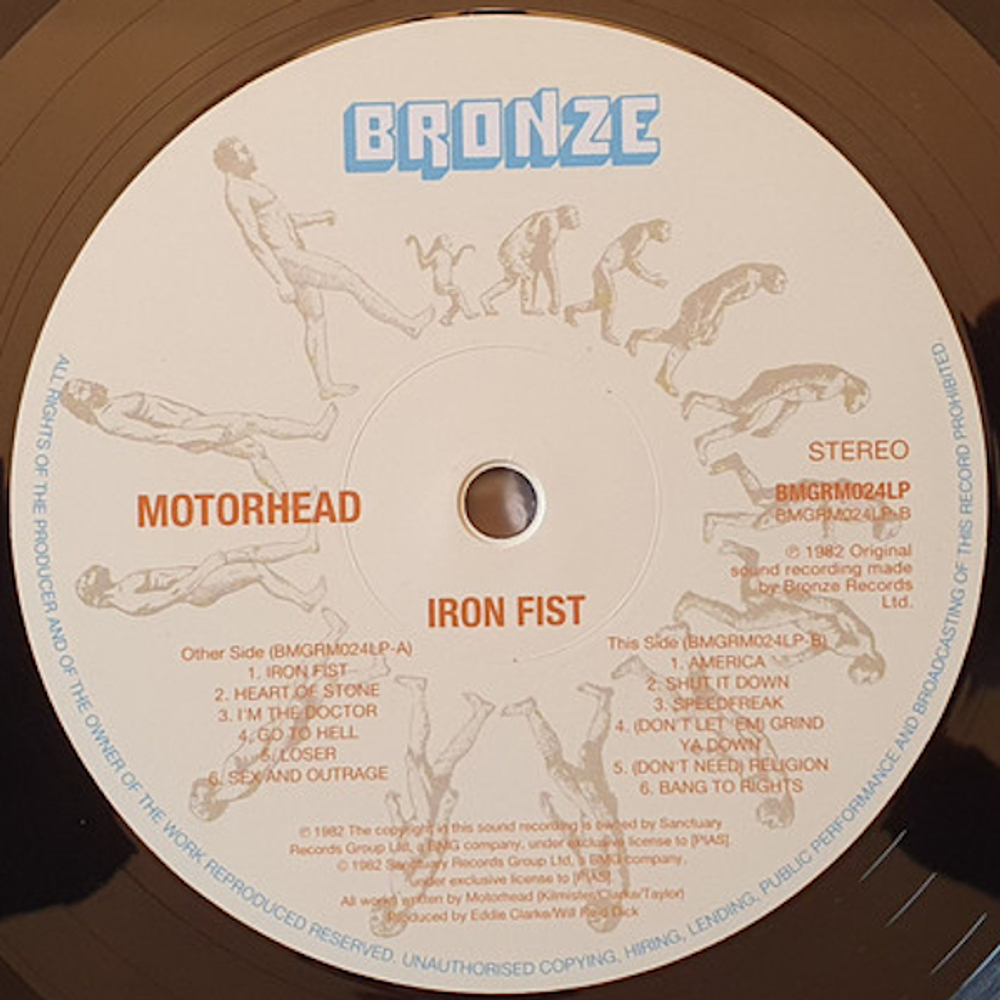 BRONZE
STEREO
MOTORHEAD
BMGRM024LP
BMGRM024LP-B
℗ 1982 Original
sound recording made
by Bronze Records
Ltd.
IRON FIST
Other Side (BMGRM024LP-A)
1. IRON FIST
2. HEART OF STONE
3. I'M THE DOCTOR
4. GO TO HELL
5. LOSER
6. SEX AND OUTRAGE
This Side (BMGRM024LP-B)
1. AMERICA
2. SHUT IT DOWN
3. SPEEDFREAK
4. (DON'T LET 'EM) GRIND
YA DOWN
5. (DON'T NEED) RELIGION
6. BANG TO RIGHTS
℗ 1982 The copyright in this sound recording is owned by Sanctuary
Records Group Ltd, a BMG company, under exclusive license to [PIAS].
© 1982 Sanctuary Records Group Ltd, a BMG company,
under exclusive license to [PIAS].
All works written by Motorhead (Kilmister/Clarke/Taylor)
Produced by Eddie Clarke/Will Reid Dick
ALL RIGHTS OF THE PRODUCER AND OF THE OWNER OF THE WORK REPRODUCED RESERVED. UNAUTHORISED COPYING, HIRING, LENDING, PUBLIC PERFORMANCE AND BROADCASTING OF THIS RECORD PROHIBITED.